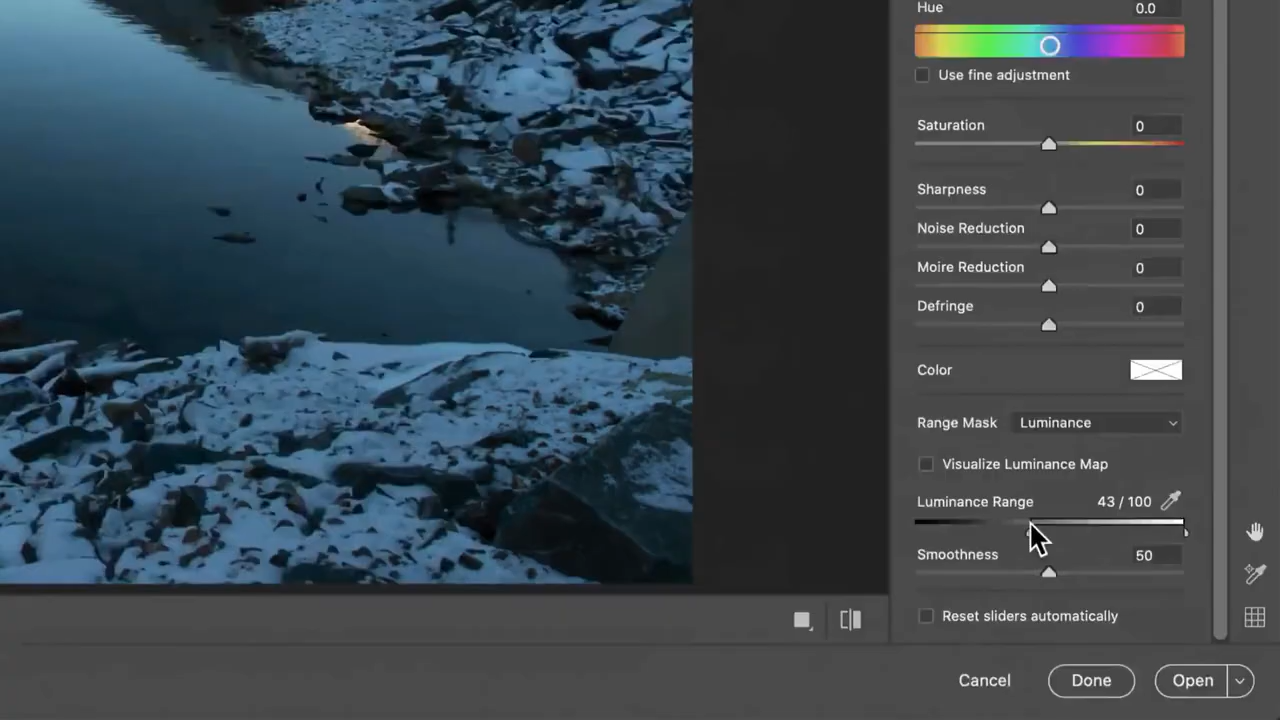 Hue 0.0
Use fine adjustment
Saturation 0
Sharpness 0
Noise Reduction 0
Moire Reduction 0
Defringe 0
Color
Range Mask Luminance
Visualize Luminance Map
Luminance Range 43 / 100
Smoothness 50
Reset sliders automatically
Cancel Done Open